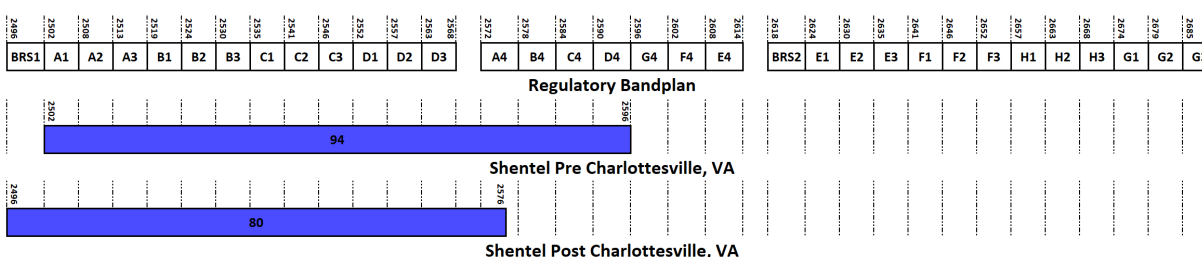 2496 2502 2508 2513 2519 2524 2530 2535 2541 2546 2552 2557 2563 2568 2572 2578 2584 2590 2596 2602 2608 2614 2618 2624 2630 2635 2641 2646 2652 2657 2663 2668 2674 2679 2685
BRS1 A1 A2 A3 B1 B2 B3 C1 C2 C3 D1 D2 D3 A4 B4 C4 D4 G4 F4 E4 BRS2 E1 E2 E3 F1 F2 F3 H1 H2 H3 G1 G2
Regulatory Bandplan
2502 2596
94
Shentel Pre Charlottesville, VA
2496 2576
80
Shentel Post Charlottesville, VA